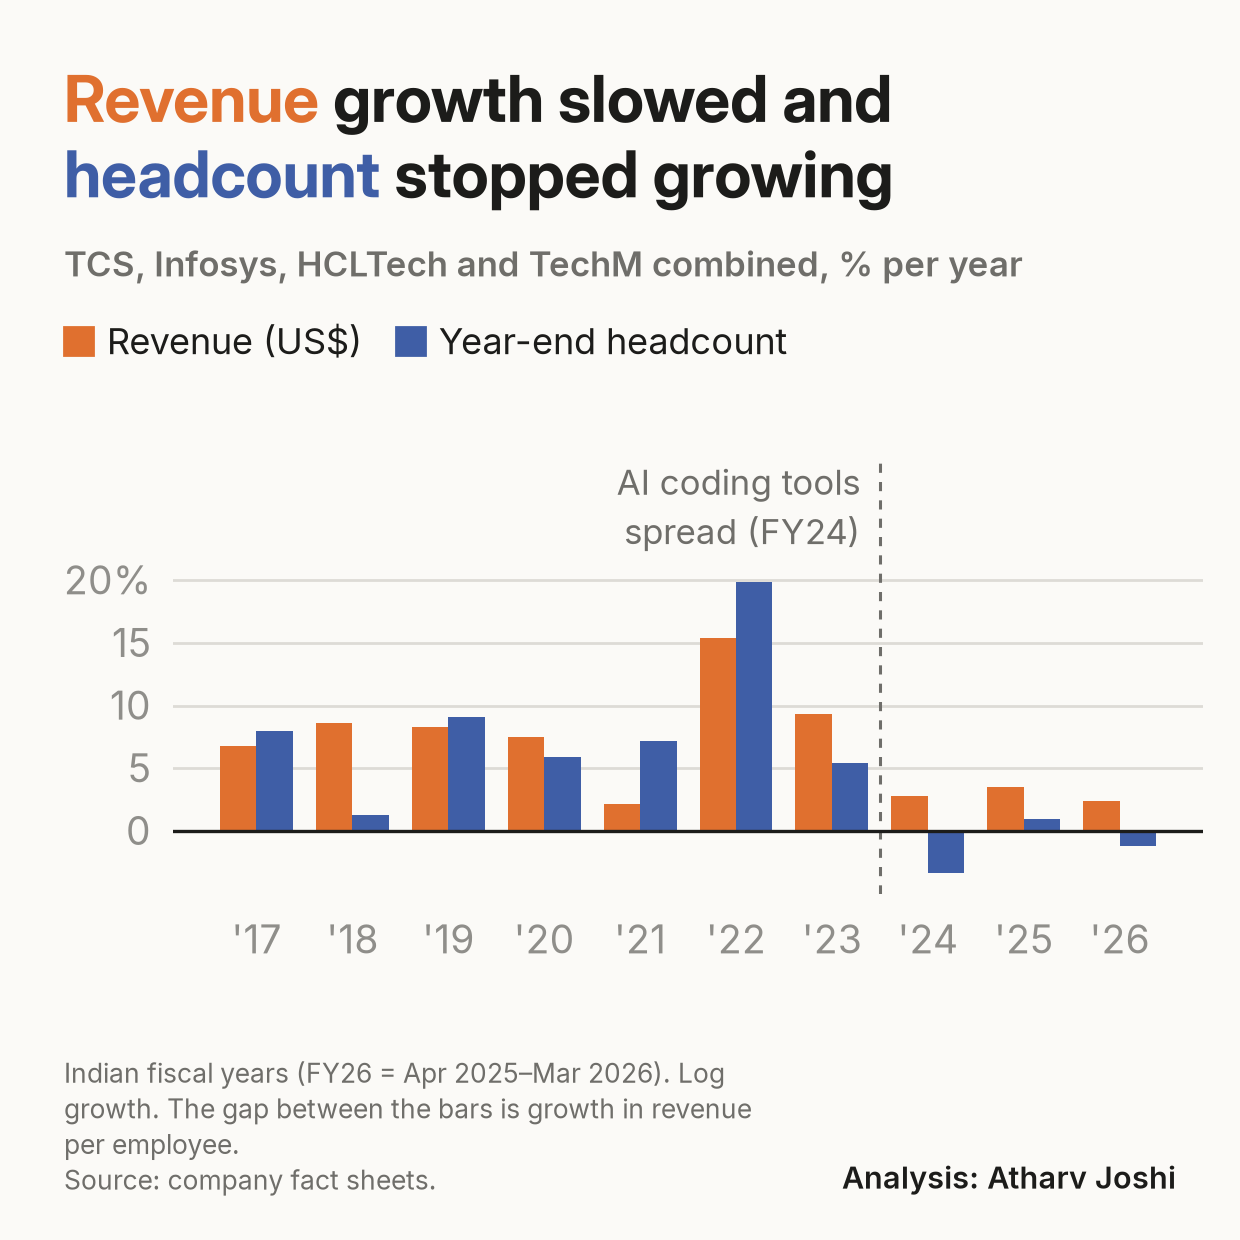 Revenue growth slowed and
headcount stopped growing
TCS, Infosys, HCLTech and TechM combined, % per year
Revenue (US$) Year-end headcount
AI coding tools
spread (FY24)
20%
15
10
5
0
'17 '18 '19 '20 '21 '22 '23 '24 '25 '26
Indian fiscal years (FY26 = Apr 2025–Mar 2026). Log
growth. The gap between the bars is growth in revenue
per employee.
Source: company fact sheets.
Analysis: Atharv Joshi